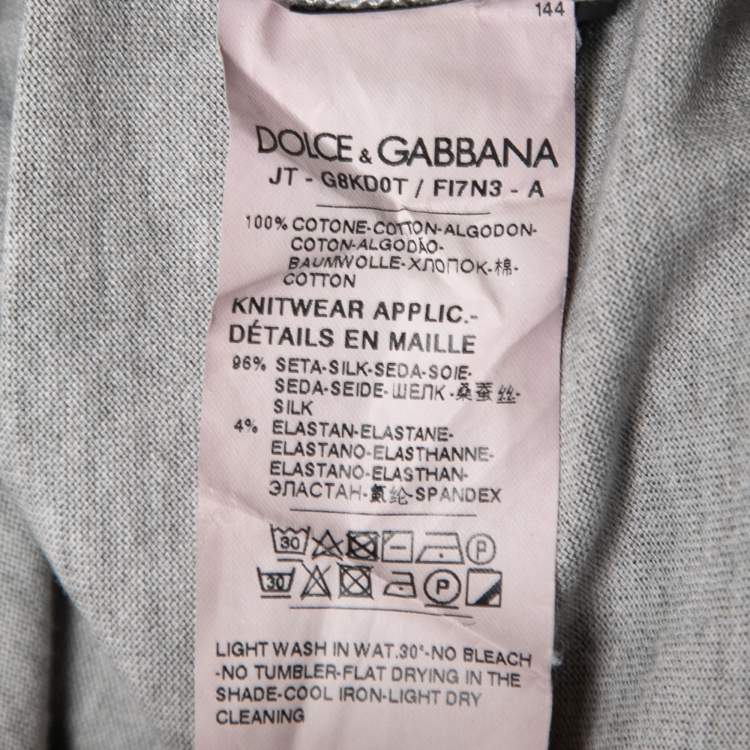 144
DOLCE & GABBANA
JT - G8KD0T / FI7N3 - A
100% COTONE-COTTON-ALGODON-
COTON-ALGODÃO-
BAUMWOLLE-ХЛОПОК-棉-
COTTON
KNITWEAR APPLIC.-
DÉTAILS EN MAILLE
96% SETA-SILK-SEDA-SOIE-
SEDA-SEIDE-ШЕЛК-桑蚕丝-
SILK
4% ELASTAN-ELASTANE-
ELASTANO-ELASTHANNE-
ELASTANO-ELASTHAN-
ЭЛАСТАН-氨纶-SPANDEX
30 P
30 P
LIGHT WASH IN WAT.30°-NO BLEACH
-NO TUMBLER-FLAT DRYING IN THE
SHADE-COOL IRON-LIGHT DRY
CLEANING